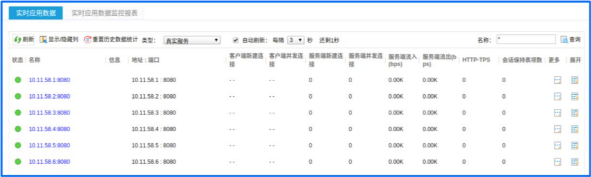 实时应用数据 实时应用数据监控报表
刷新 显示/隐藏列 重置历史数据统计 类型： 真实服务 自动刷新： 每隔 3 秒 还剩1秒 名称： * 查询
状态 名称 信息 地址：端口 客户端新建连接 客户端并发连接 服务端新建连接 服务端并发连接 服务端流入(bps) 服务端流出(bps) HTTP-TPS 会话保持表项数 更多 展开
10.11.58.1:8080 10.11.58.1 : 8080 - - - - 0 0 0.00K 0.00K 0 0
10.11.58.2:8080 10.11.58.2 : 8080 - - - - 0 0 0.00K 0.00K 0 0
10.11.58.3:8080 10.11.58.3 : 8080 - - - - 0 0 0.00K 0.00K 0 0
10.11.58.4:8080 10.11.58.4 : 8080 - - - - 0 0 0.00K 0.00K 0 0
10.11.58.5:8080 10.11.58.5 : 8080 - - - - 0 0 0.00K 0.00K 0 0
10.11.58.6:8080 10.11.58.6 : 8080 - - - - 0 0 0.00K 0.00K 0 0